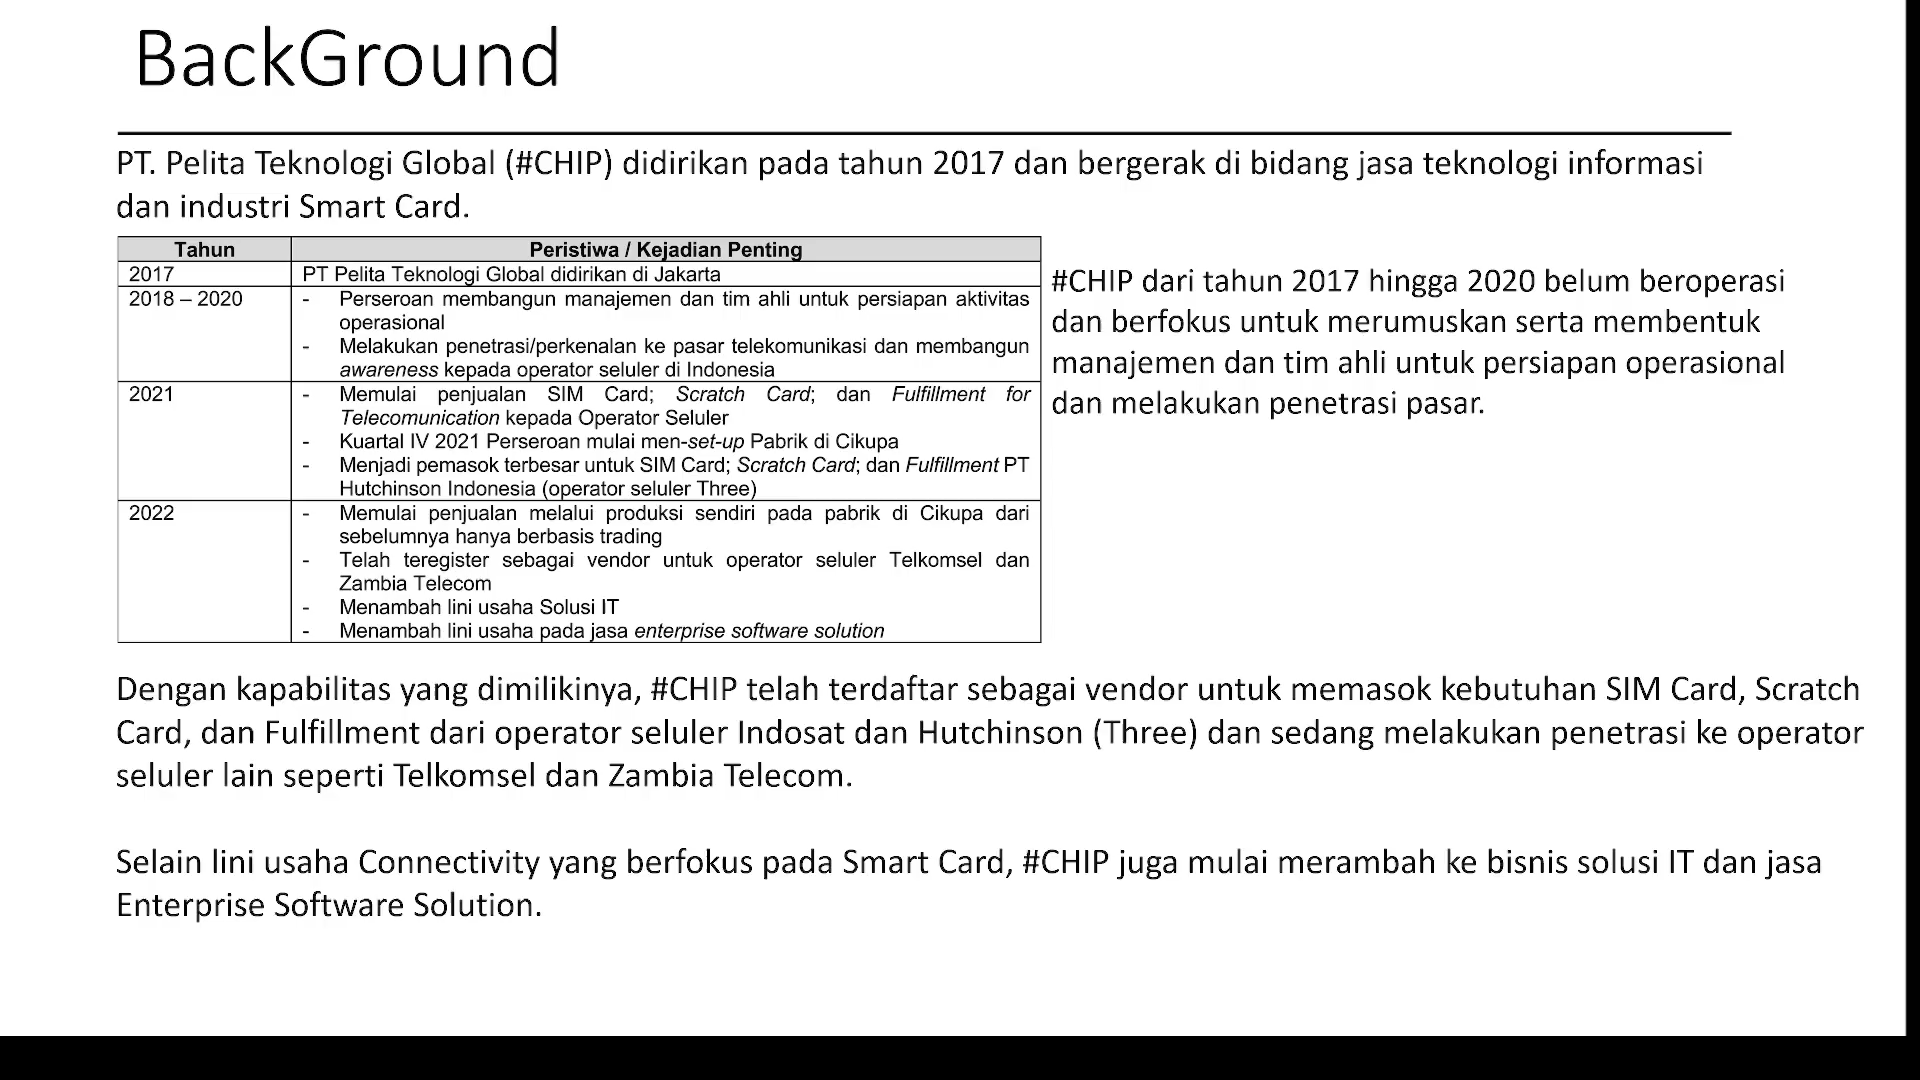 BackGround
PT. Pelita Teknologi Global (#CHIP) didirikan pada tahun 2017 dan bergerak di bidang jasa teknologi informasi
dan industri Smart Card.
Tahun Peristiwa / Kejadian Penting
2017 PT Pelita Teknologi Global didirikan di Jakarta
2018 – 2020 - Perseroan membangun manajemen dan tim ahli untuk persiapan aktivitas
operasional
- Melakukan penetrasi/perkenalan ke pasar telekomunikasi dan membangun
awareness kepada operator seluler di Indonesia
2021 - Memulai penjualan SIM Card; Scratch Card; dan Fulfillment for
Telecomunication kepada Operator Seluler
- Kuartal IV 2021 Perseroan mulai men-set-up Pabrik di Cikupa
- Menjadi pemasok terbesar untuk SIM Card; Scratch Card; dan Fulfillment PT
Hutchinson Indonesia (operator seluler Three)
2022 - Memulai penjualan melalui produksi sendiri pada pabrik di Cikupa dari
sebelumnya hanya berbasis trading
- Telah teregister sebagai vendor untuk operator seluler Telkomsel dan
Zambia Telecom
- Menambah lini usaha Solusi IT
- Menambah lini usaha pada jasa enterprise software solution
#CHIP dari tahun 2017 hingga 2020 belum beroperasi
dan berfokus untuk merumuskan serta membentuk
manajemen dan tim ahli untuk persiapan operasional
dan melakukan penetrasi pasar.
Dengan kapabilitas yang dimilikinya, #CHIP telah terdaftar sebagai vendor untuk memasok kebutuhan SIM Card, Scratch
Card, dan Fulfillment dari operator seluler Indosat dan Hutchinson (Three) dan sedang melakukan penetrasi ke operator
seluler lain seperti Telkomsel dan Zambia Telecom.
Selain lini usaha Connectivity yang berfokus pada Smart Card, #CHIP juga mulai merambah ke bisnis solusi IT dan jasa
Enterprise Software Solution.